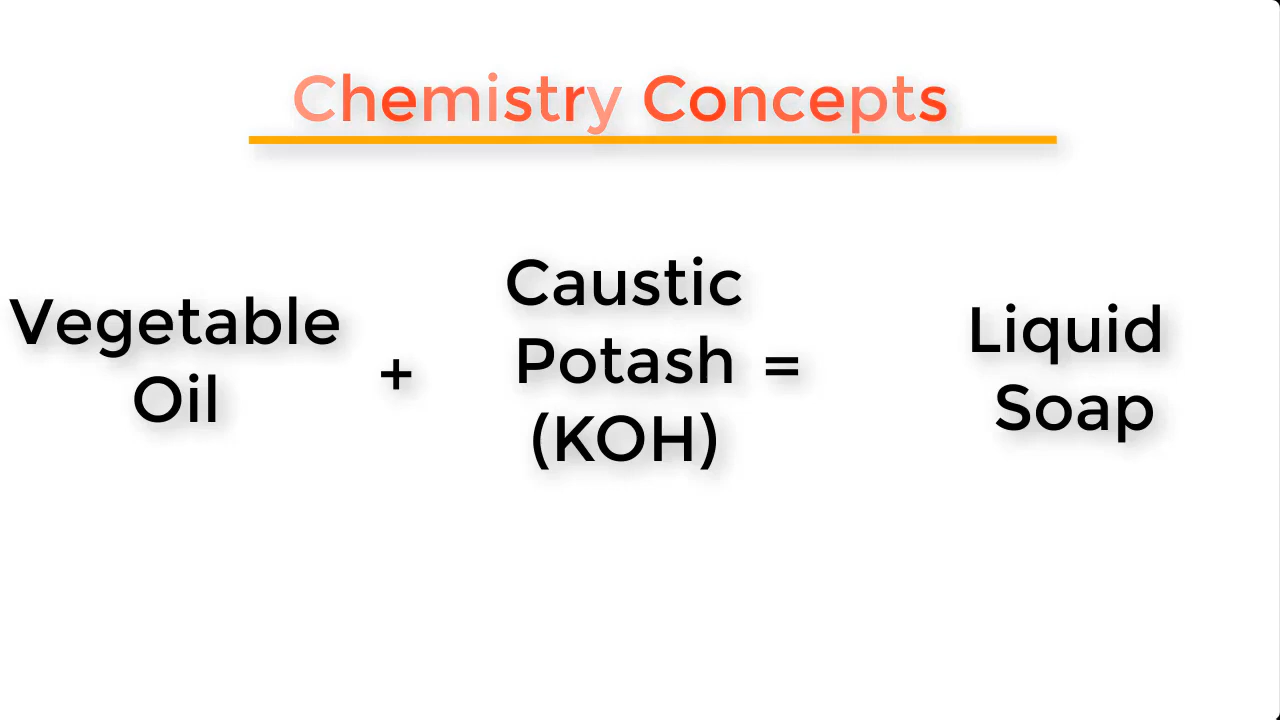 Chemistry Concepts
Vegetable
Oil
+
Caustic
Potash
(KOH)
=
Liquid
Soap